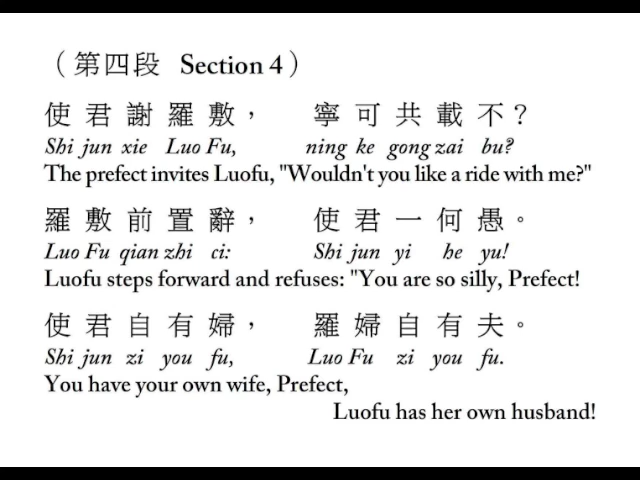 （第四段 Section 4）
使君謝羅敷， 寧可共載不？
Shi jun xie Luo Fu, ning ke gong zai bu?
The prefect invites Luofu, "Wouldn't you like a ride with me?"
羅敷前置辭， 使君一何愚。
Luo Fu qian zhi ci: Shi jun yi he yu!
Luofu steps forward and refuses: "You are so silly, Prefect!
使君自有婦， 羅婦自有夫。
Shi jun zi you fu, Luo Fu zi you fu.
You have your own wife, Prefect,
Luofu has her own husband!